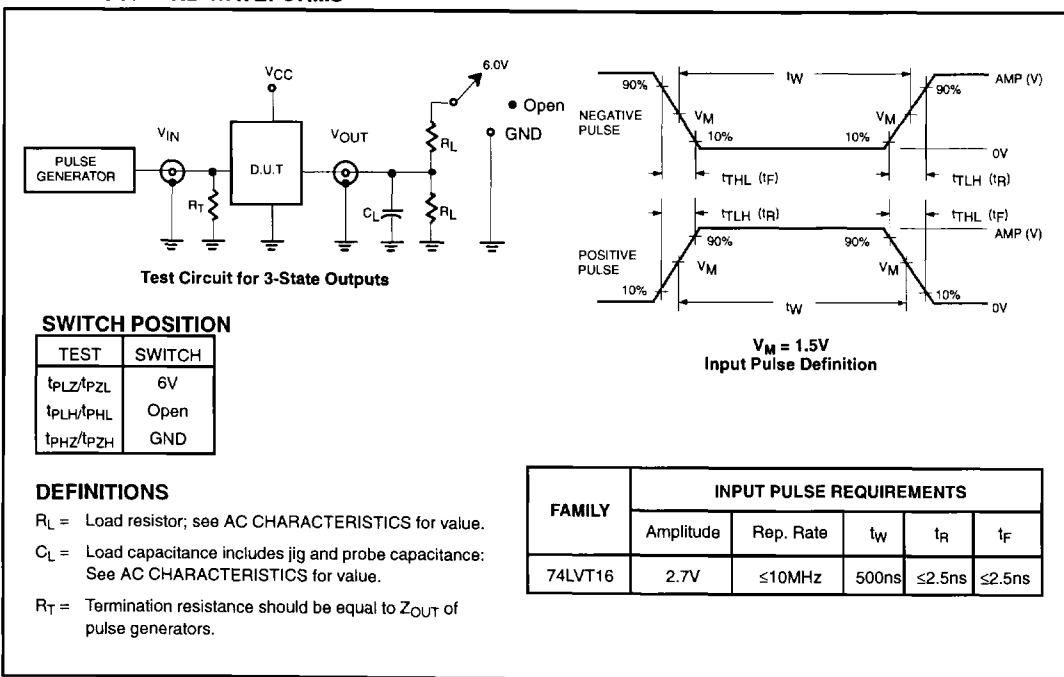 VCC
6.0V
Open
GND
VIN
VOUT
PULSE
GENERATOR
D.U.T
RL
RT
CL
RL
Test Circuit for 3-State Outputs
tW
AMP (V)
90%
90%
NEGATIVE
PULSE
VM
VM
10%
10%
0V
tTHL (tF)
tTLH (tR)
tTLH (tR)
tTHL (tF)
AMP (V)
90%
90%
POSITIVE
PULSE
VM
VM
10%
10%
tW
0V
VM = 1.5V
Input Pulse Definition
SWITCH POSITION
TEST SWITCH
tPLZ/tPZL 6V
tPLH/tPHL Open
tPHZ/tPZH GND
DEFINITIONS
RL = Load resistor; see AC CHARACTERISTICS for value.
CL = Load capacitance includes jig and probe capacitance:
See AC CHARACTERISTICS for value.
RT = Termination resistance should be equal to ZOUT of
pulse generators.
FAMILY INPUT PULSE REQUIREMENTS
Amplitude Rep. Rate tW tR tF
74LVT16 2.7V ≤10MHz 500ns ≤2.5ns ≤2.5ns